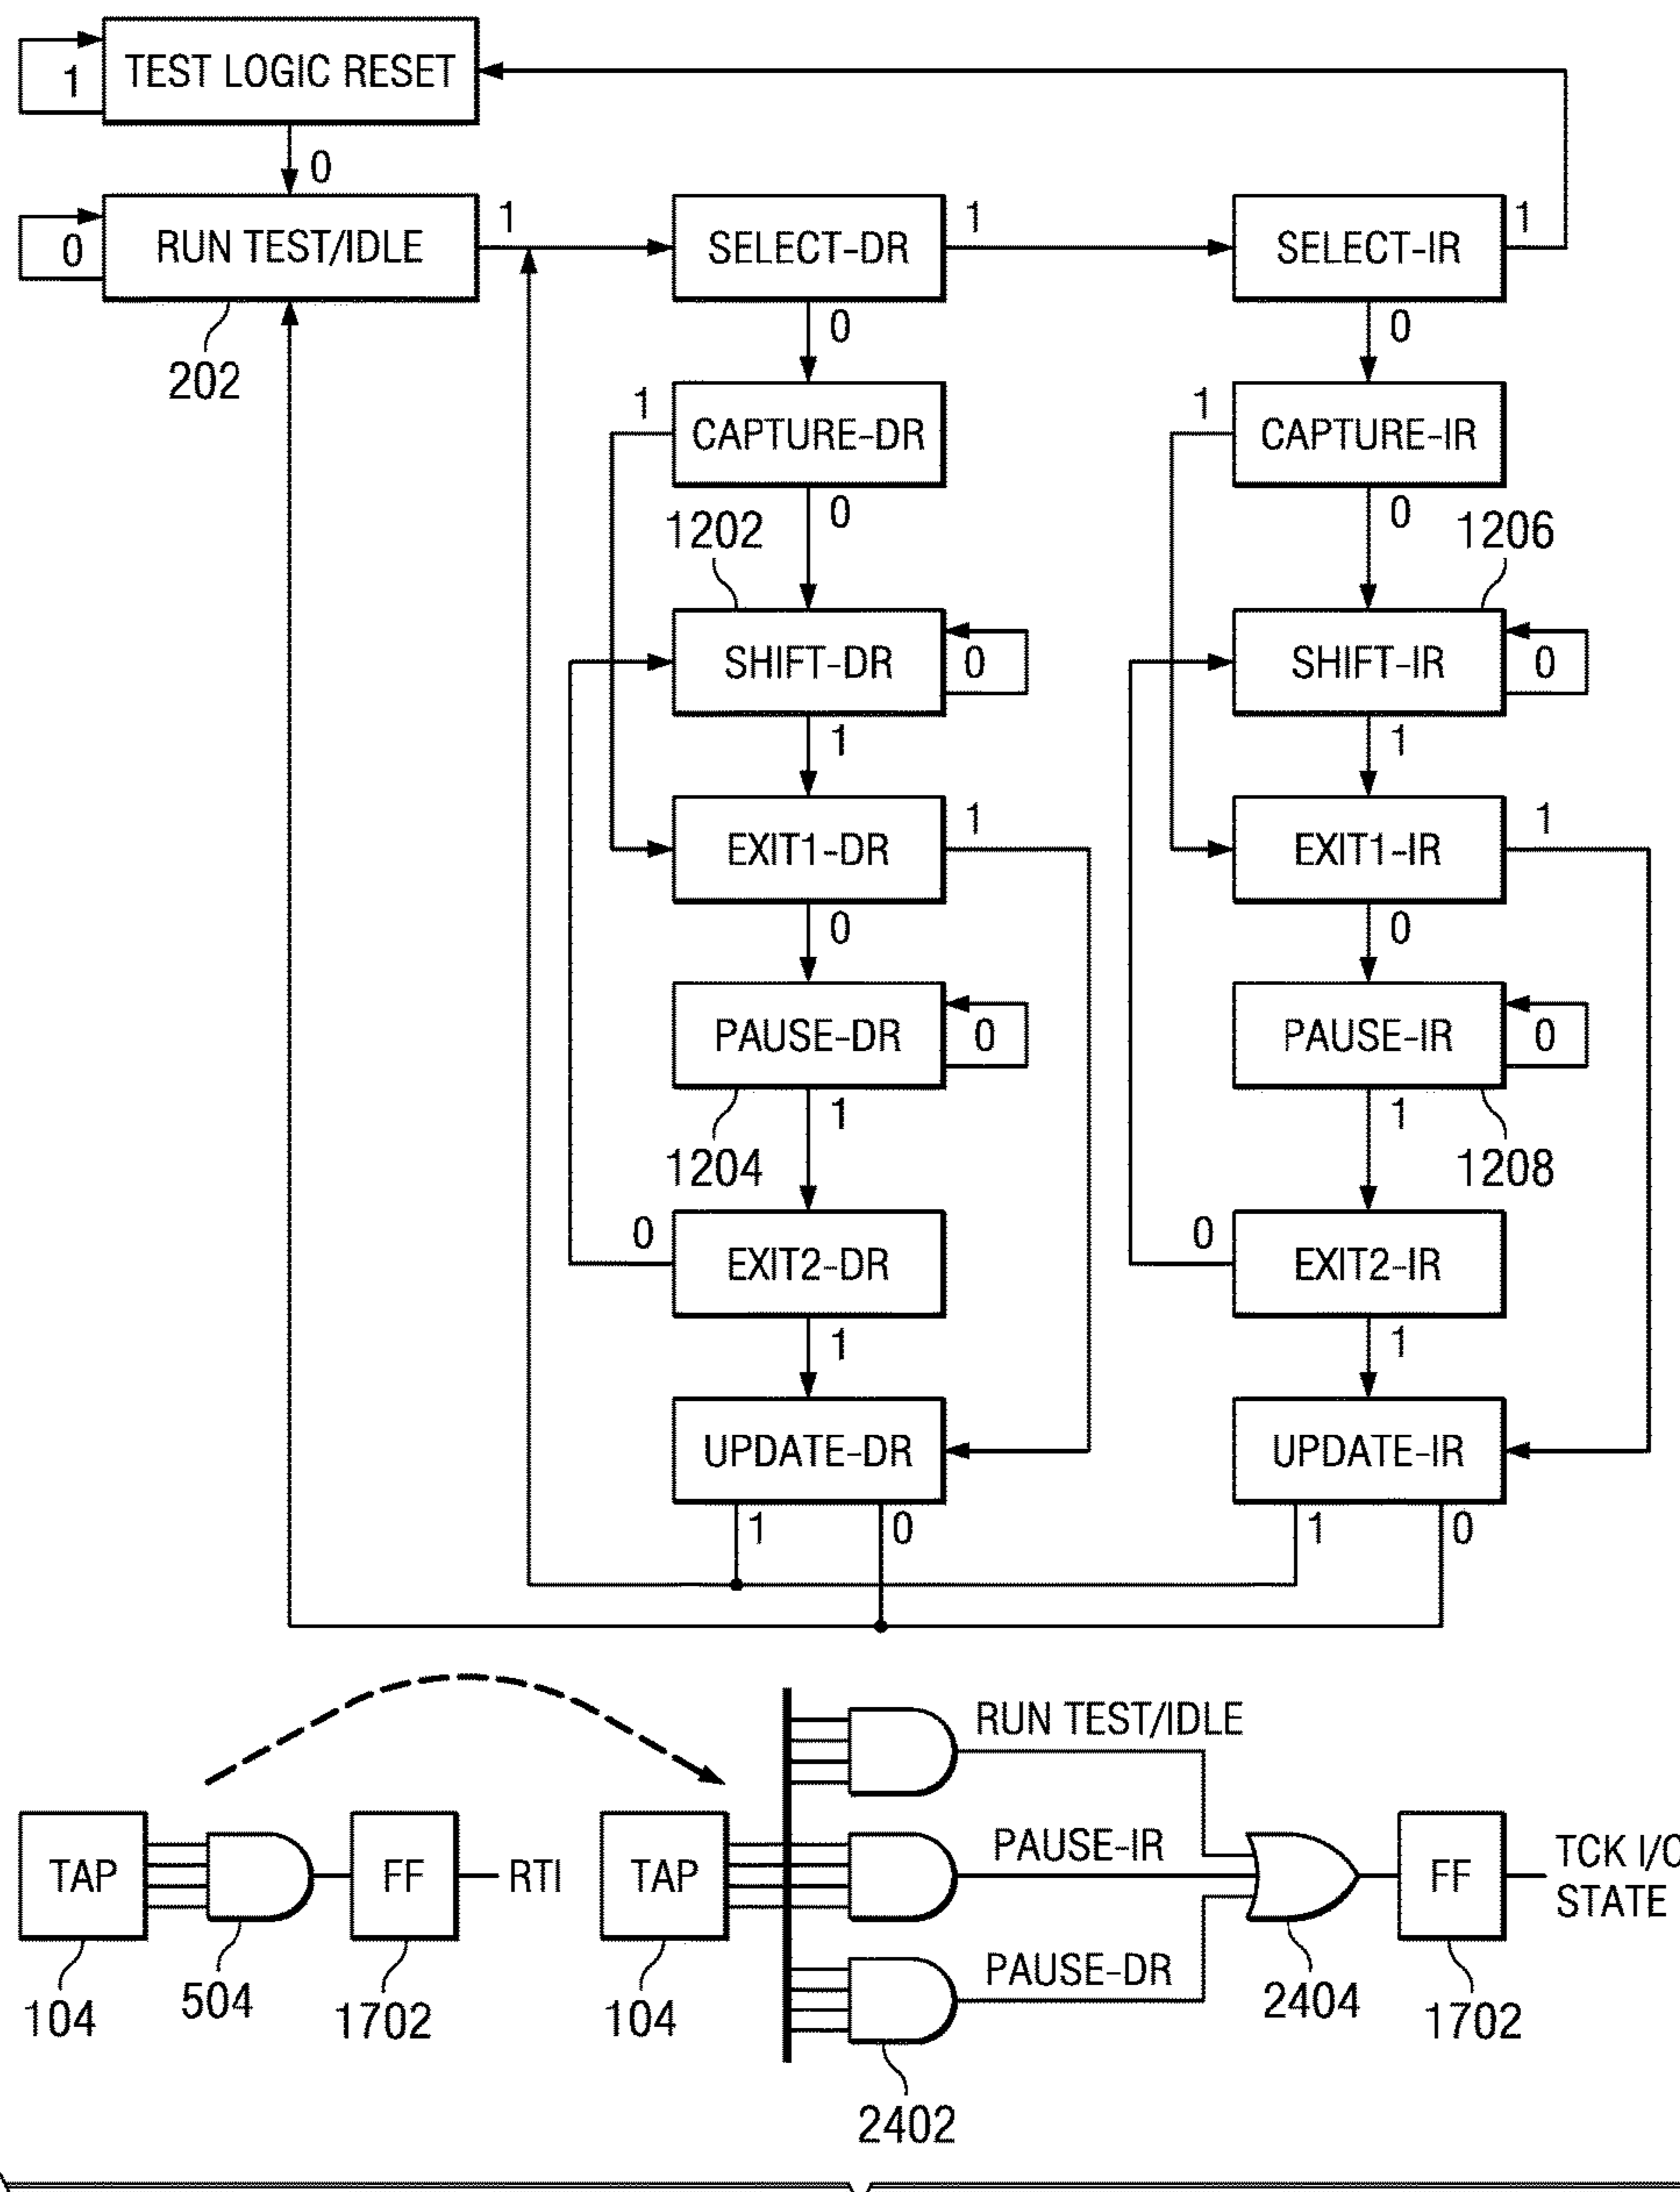 TEST LOGIC RESET
1
0
RUN TEST/IDLE
0
1
202
SELECT-DR
1
0
SELECT-IR
1
0
CAPTURE-DR
1
0
CAPTURE-IR
1
0
1202
1206
SHIFT-DR
0
1
SHIFT-IR
0
1
EXIT1-DR
1
0
EXIT1-IR
1
0
PAUSE-DR
0
1
PAUSE-IR
0
1
1204
1208
EXIT2-DR
0
1
EXIT2-IR
0
1
UPDATE-DR
1
0
UPDATE-IR
1
0
TAP
FF
RTI
104
504
1702
TAP
RUN TEST/IDLE
PAUSE-IR
PAUSE-DR
FF
TCK I/O
STATE
104
2402
2404
1702